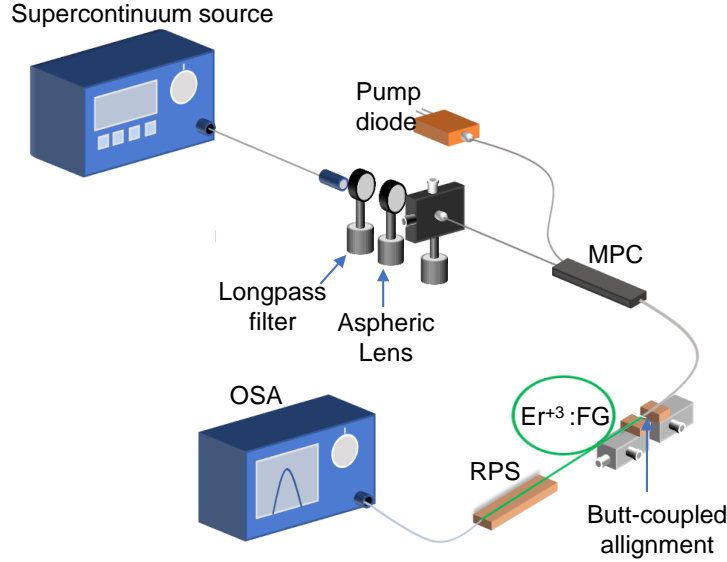 Supercontinuum source
Pump
diode
MPC
Longpass
filter
Aspheric
Lens
OSA
Er⁺³ :FG
RPS
Butt-coupled
allignment